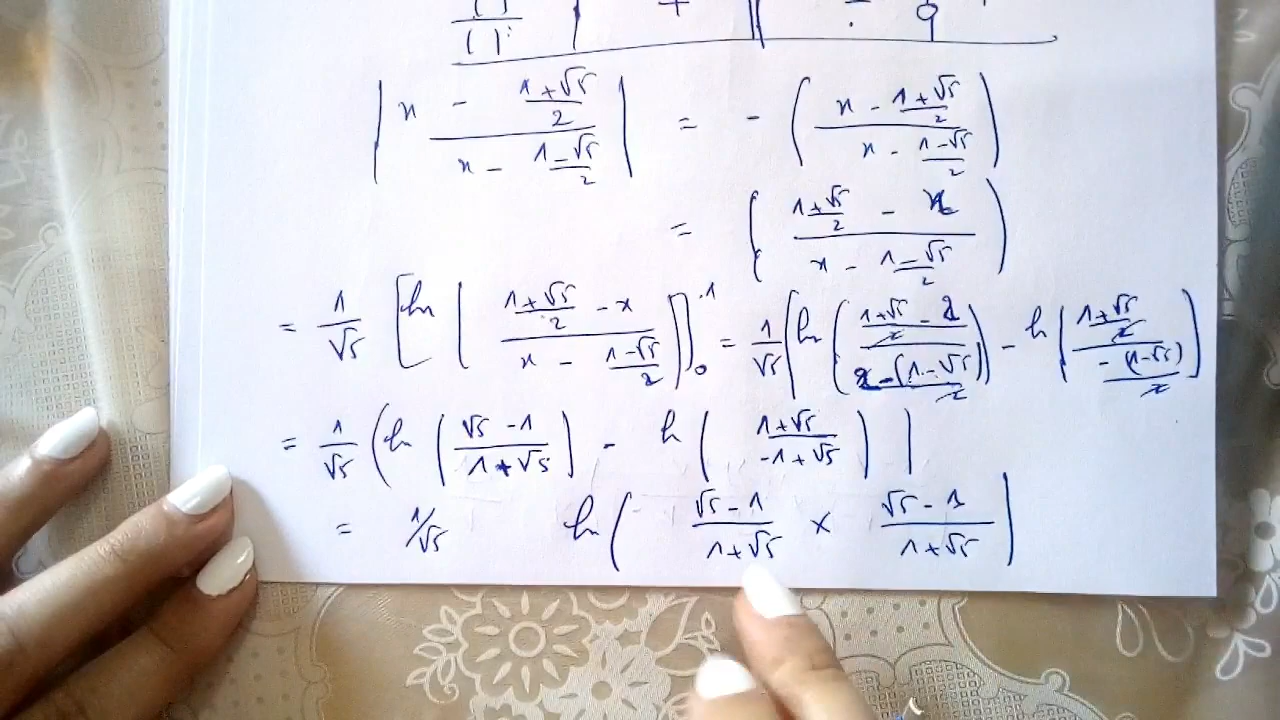 ( ) / ( ) | + || - 0
| x - (1+√5)/2 / x - (1-√5)/2 | = - ( x - (1+√5)/2 / x - (1-√5)/2 )
= ( (1+√5)/2 - x / x - (1-√5)/2 )
= 1/√5 [ ln ( (1+√5)/2 - x / x - (1-√5)/2 ) ]₀¹ = 1/√5 ( ln ( (1+√5-2)/2 / (2-(1-√5))/2 ) - ln ( (1+√5)/2 / -(1-√5)/2 ) )
= 1/√5 ( ln ( √5-1 / 1+√5 ) - ln ( 1+√5 / -1+√5 ) )
= 1/√5 ln ( √5-1 / 1+√5 × √5-1 / 1+√5 )